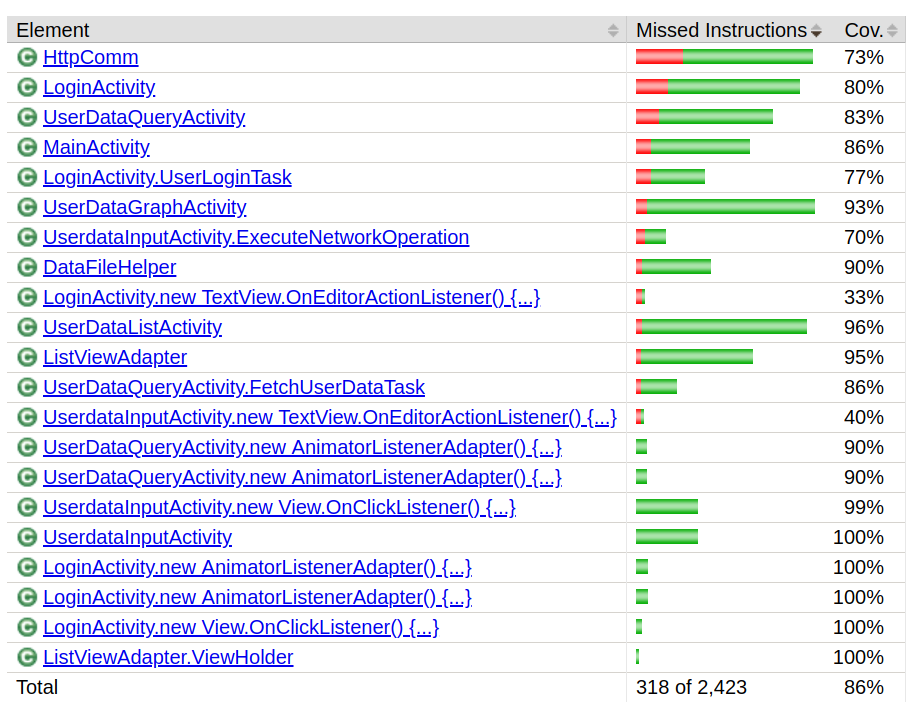 Element Missed Instructions Cov.
C HttpComm 73%
C LoginActivity 80%
C UserDataQueryActivity 83%
C MainActivity 86%
C LoginActivity.UserLoginTask 77%
C UserDataGraphActivity 93%
C UserdataInputActivity.ExecuteNetworkOperation 70%
C DataFileHelper 90%
C LoginActivity.new TextView.OnEditorActionListener() {...} 33%
C UserDataListActivity 96%
C ListViewAdapter 95%
C UserDataQueryActivity.FetchUserDataTask 86%
C UserdataInputActivity.new TextView.OnEditorActionListener() {...} 40%
C UserDataQueryActivity.new AnimatorListenerAdapter() {...} 90%
C UserDataQueryActivity.new AnimatorListenerAdapter() {...} 90%
C UserdataInputActivity.new View.OnClickListener() {...} 99%
C UserdataInputActivity 100%
C LoginActivity.new AnimatorListenerAdapter() {...} 100%
C LoginActivity.new AnimatorListenerAdapter() {...} 100%
C LoginActivity.new View.OnClickListener() {...} 100%
C ListViewAdapter.ViewHolder 100%
Total 318 of 2,423 86%